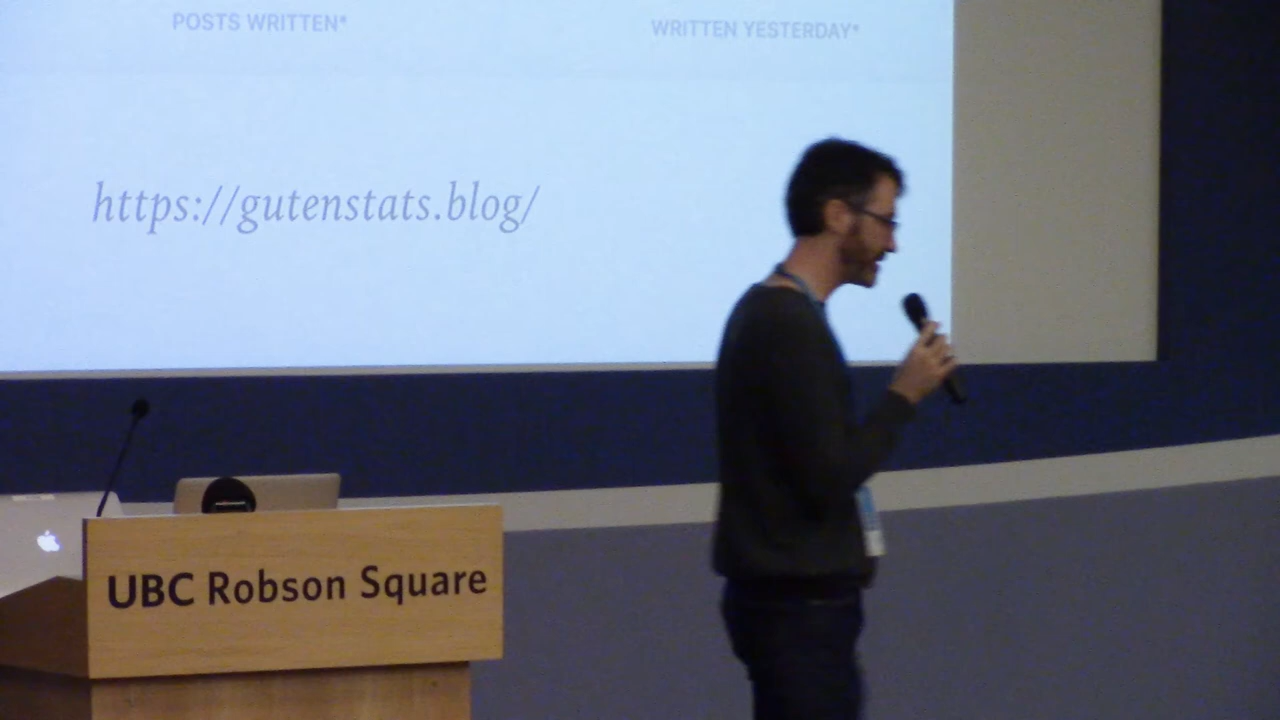 POSTS WRITTEN*
WRITTEN YESTERDAY*
https://gutenstats.blog/
UBC Robson Square